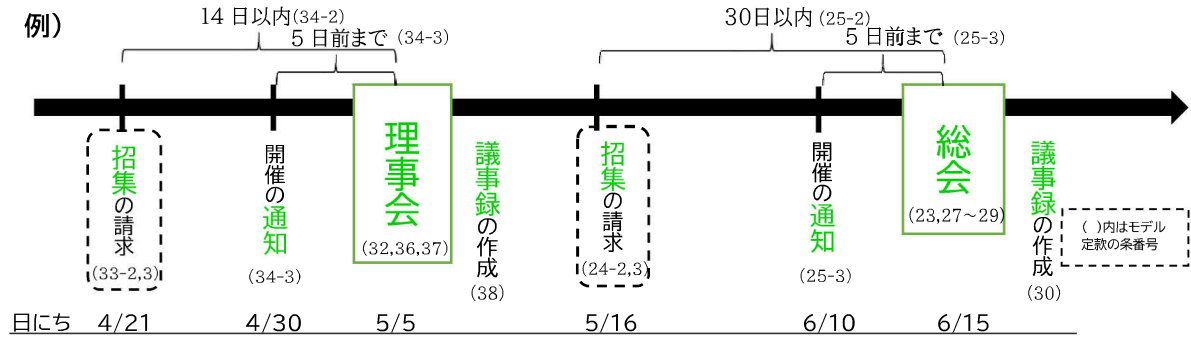 例）
14日以内(34-2)
5日前まで (34-3)
30日以内(25-2)
5日前まで (25-3)
招集の請求
(33-2,3)
開催の通知
(34-3)
理事会
(32,36,37)
議事録の作成
(38)
招集の請求
(24-2,3)
開催の通知
(25-3)
総会
(23,27～29)
議事録の作成
(30)
(  )内はモデル
定款の条番号
日にち 4/21 4/30 5/5 5/16 6/10 6/15